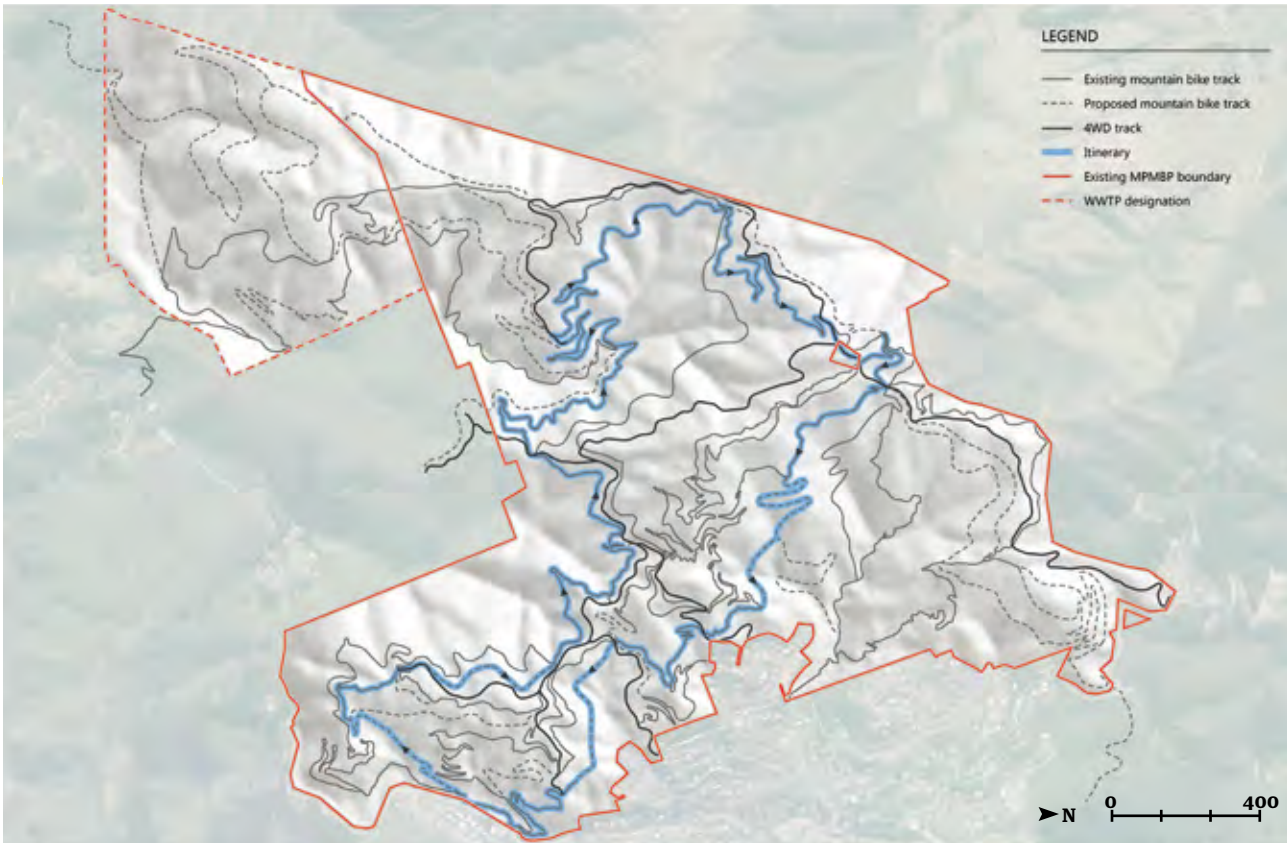 LEGEND
Existing mountain bike track
Proposed mountain bike track
4WD track
Itinerary
Existing MPMBP boundary
WWTP designation
N
0 400